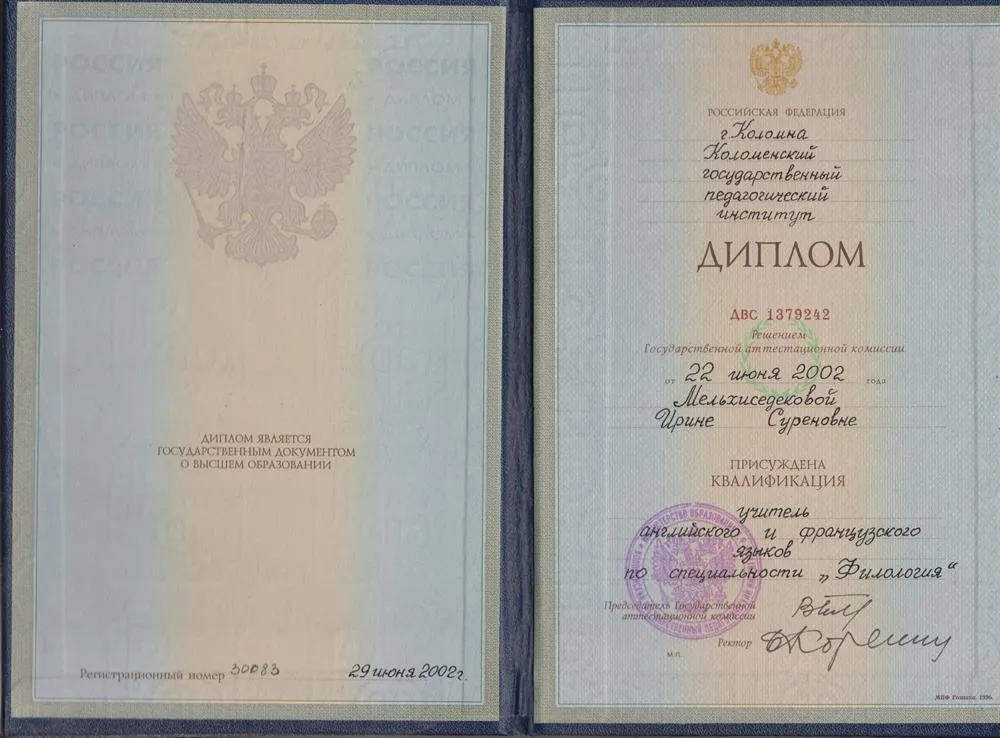 ДИПЛОМ ЯВЛЯЕТСЯ
ГОСУДАРСТВЕННЫМ ДОКУМЕНТОМ
О ВЫСШЕМ ОБРАЗОВАНИИ
Регистрационный номер 30083 29 июня 2002г.
РОССИЙСКАЯ ФЕДЕРАЦИЯ
г. Коломна
Коломенский
государственный
педагогический
институт
ДИПЛОМ
ДВС 1379242
Решением
Государственной аттестационной комиссии
от 22 июня 2002 года
Мельхиседековой
Ирине Суреновне
ПРИСУЖДЕНА
КВАЛИФИКАЦИЯ
учитель
английского и французского
языков
по специальности „Филология“
Председатель Государственной
аттестационной комиссии
Ректор
М.П.
МПФ Гознака. 1996.